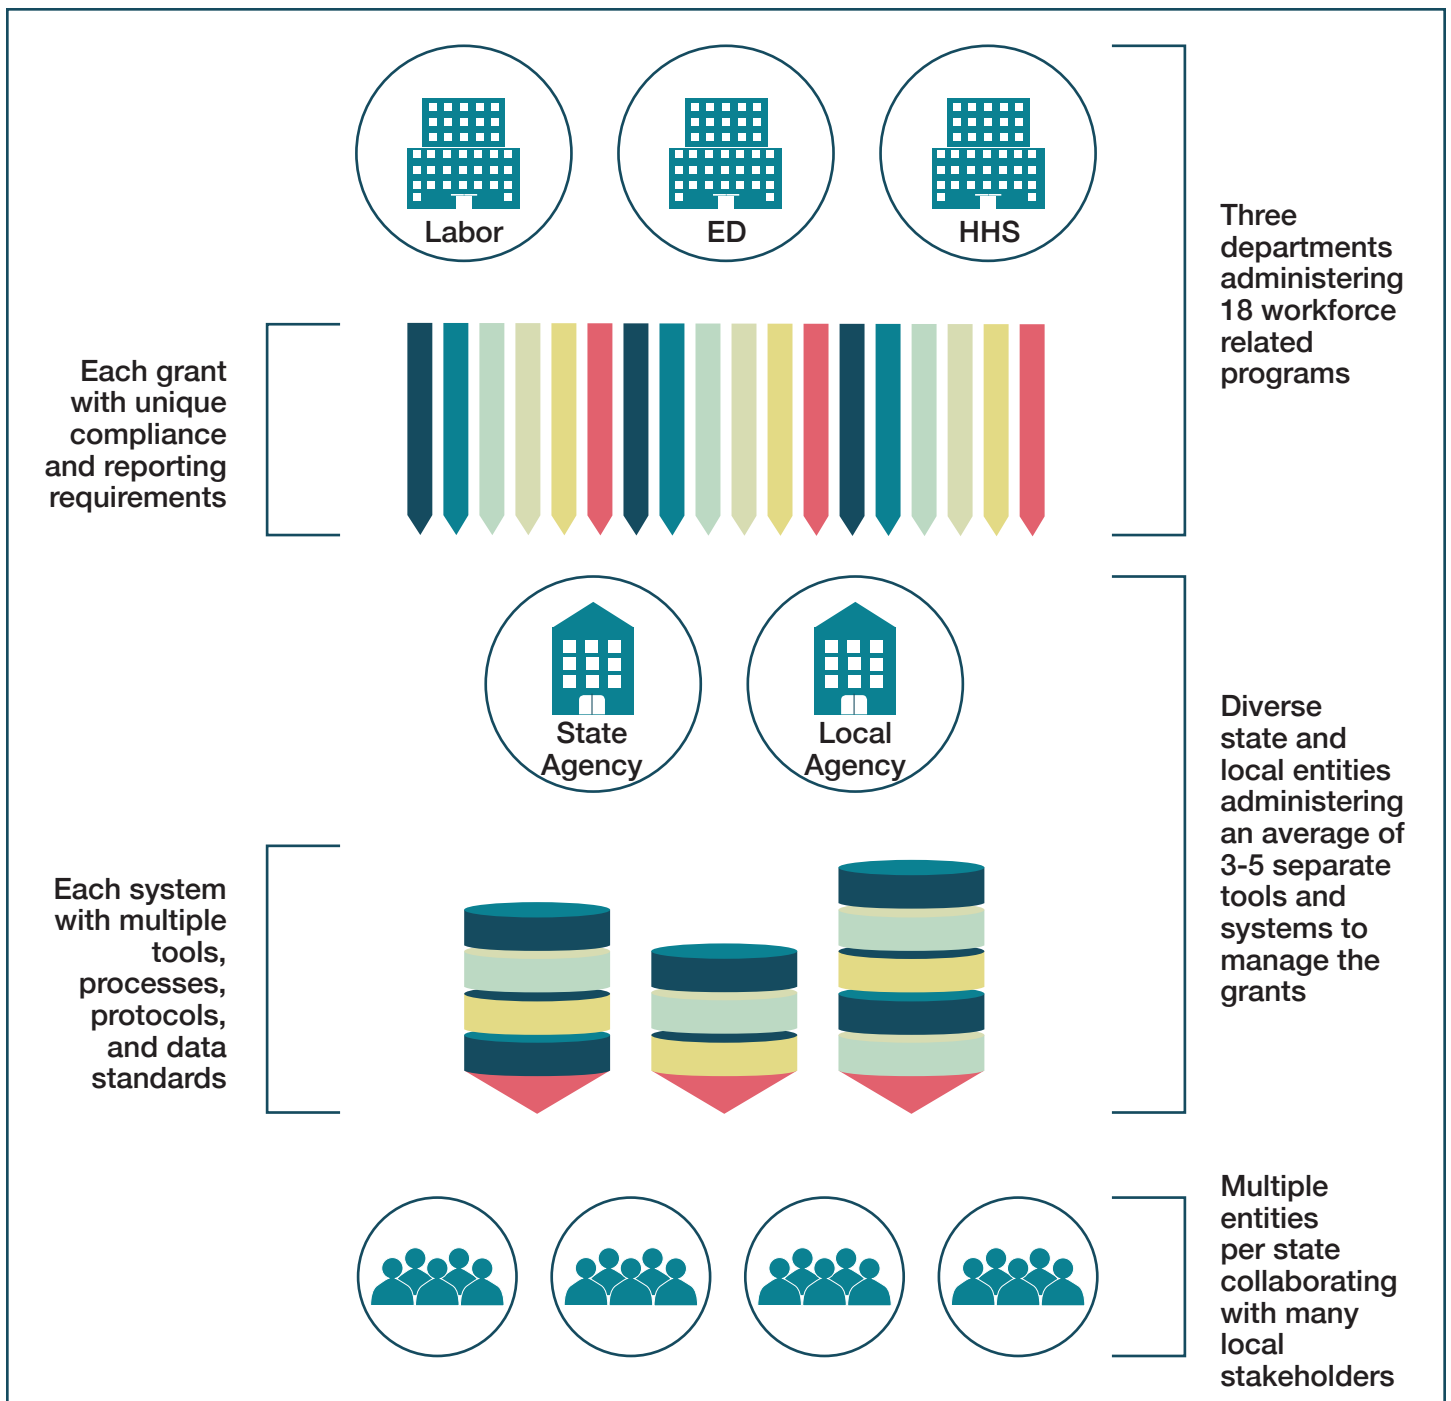 Labor
ED
HHS
Three
departments
administering
18 workforce
related
programs
Each grant
with unique
compliance
and reporting
requirements
State
Agency
Local
Agency
Diverse
state and
local entities
administering
an average of
3-5 separate
tools and
systems to
manage the
grants
Each system
with multiple
tools,
processes,
protocols,
and data
standards
Multiple
entities
per state
collaborating
with many
local
stakeholders